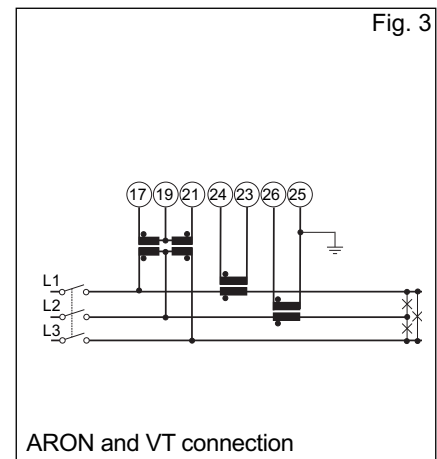 Fig. 3
17 19 21 24 23 26 25
L1
L2
L3
ARON and VT connection